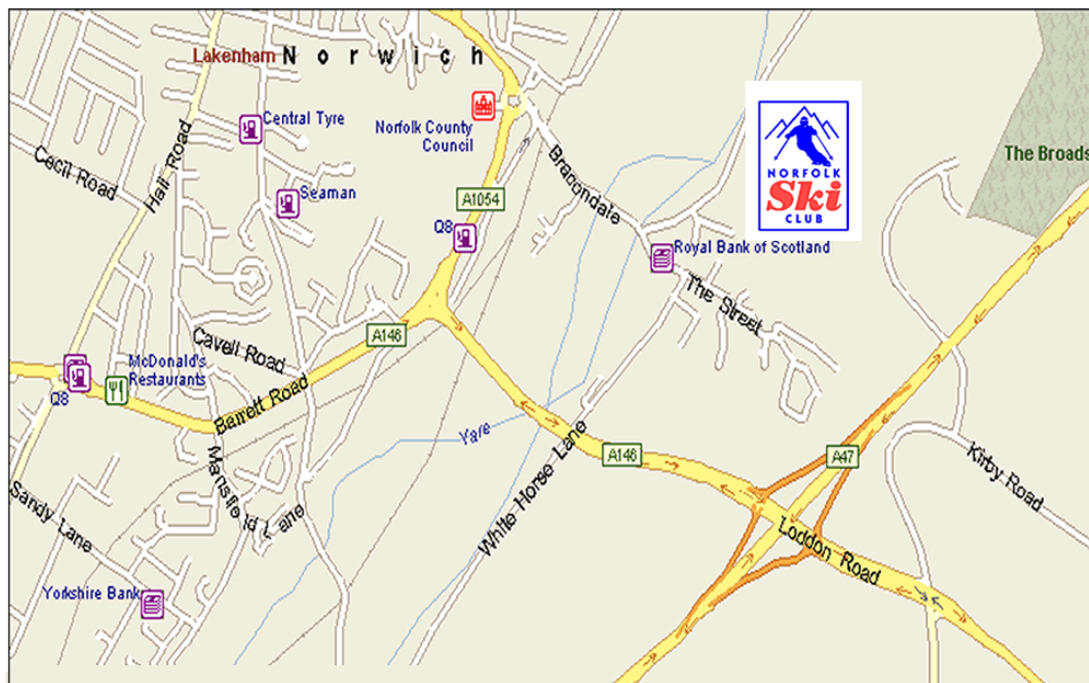 Lakenham
Norwich
Central Tyre
Norfolk County
Council
Cecil Road
Hall Road
Seaman
A1054
Q8
Bracondale
NORFOLK
Ski
CLUB
The Broads
Royal Bank of Scotland
The Street
A146
Cavell Road
McDonald's
Restaurants
Q8
Barrett Road
Yare
Mansfield Lane
White Horse Lane
A146
A47
Kirby Road
Sandy Lane
Loddon Road
Yorkshire Bank